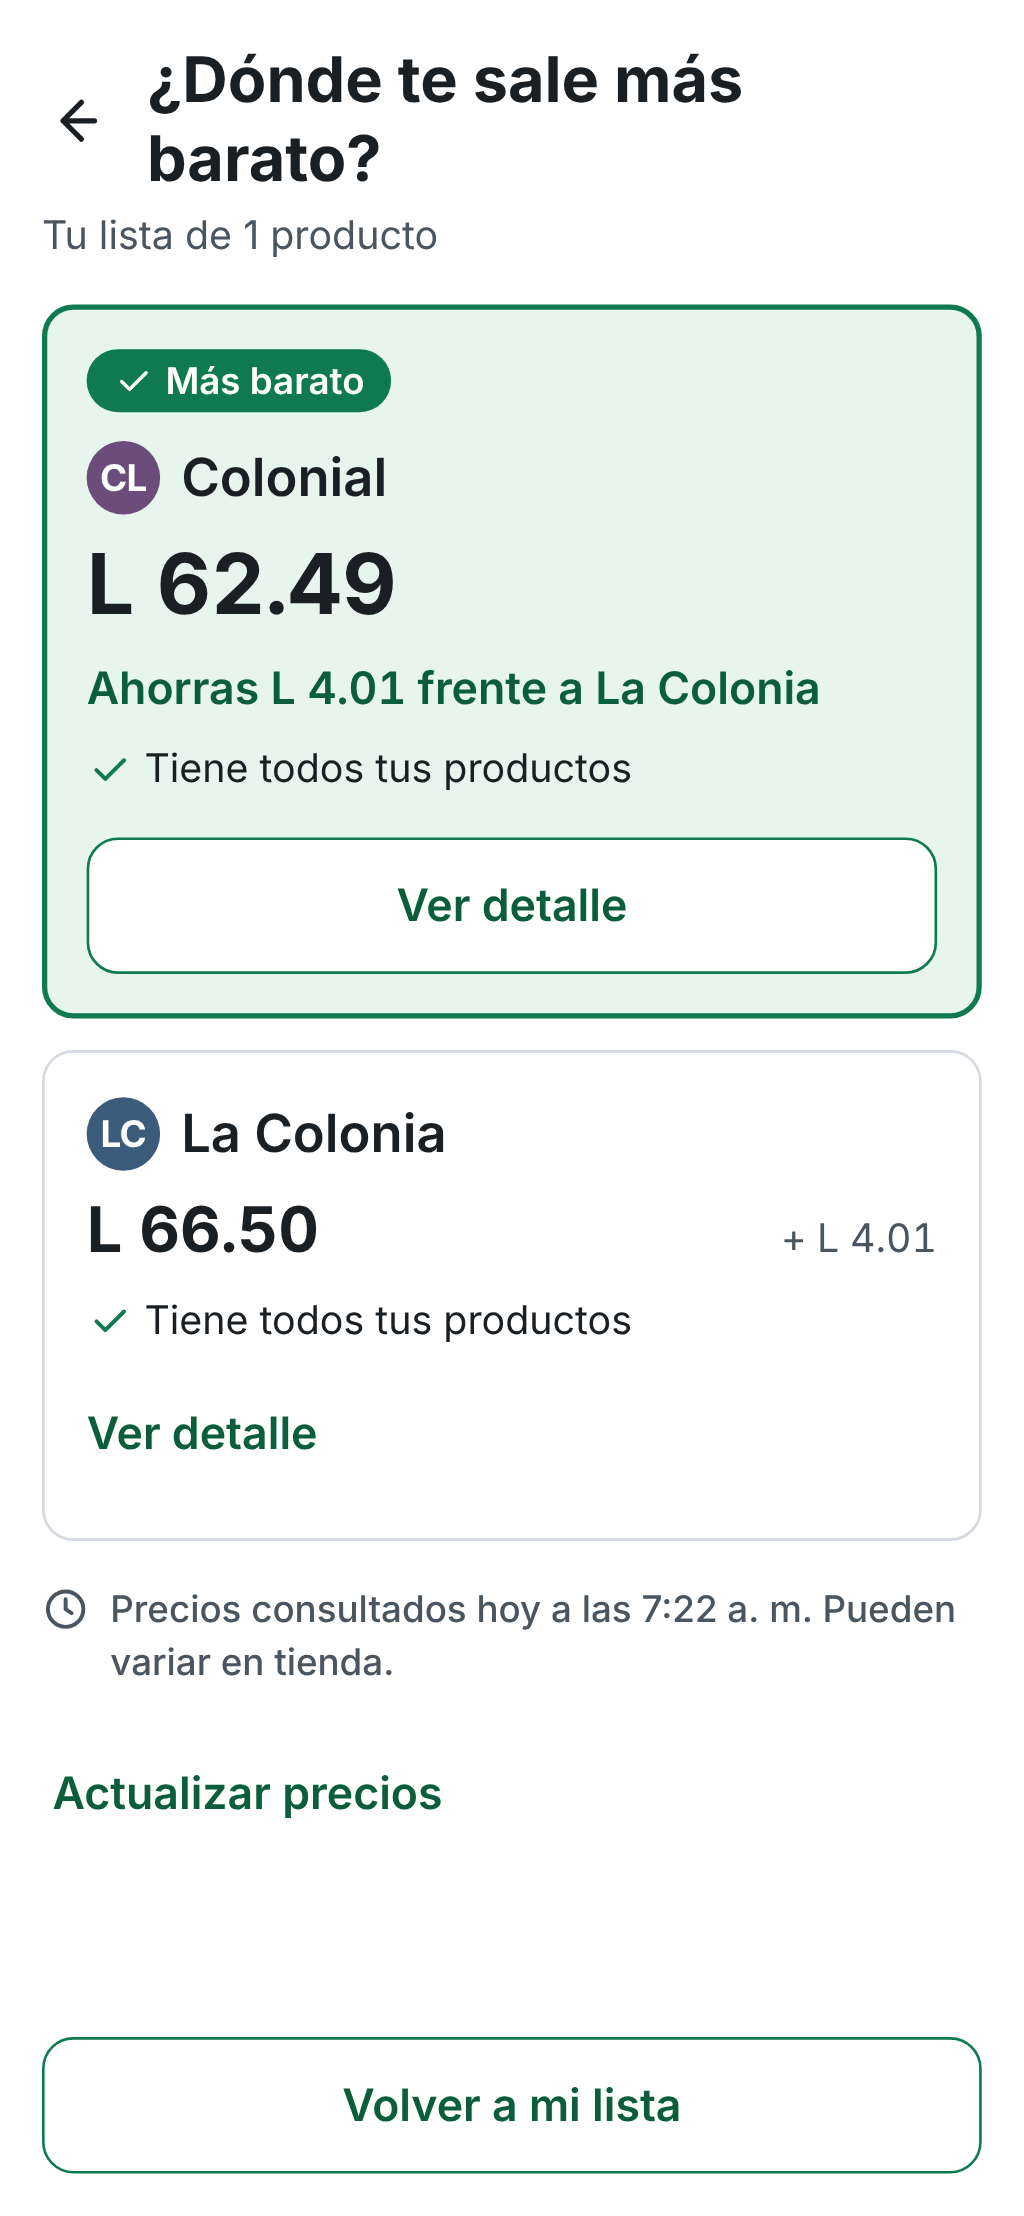 ¿Dónde te sale más
barato?
Tu lista de 1 producto
Más barato
CL Colonial
L 62.49
Ahorras L 4.01 frente a La Colonia
Tiene todos tus productos
Ver detalle
LC La Colonia
L 66.50 + L 4.01
Tiene todos tus productos
Ver detalle
Precios consultados hoy a las 7:22 a. m. Pueden
variar en tienda.
Actualizar precios
Volver a mi lista